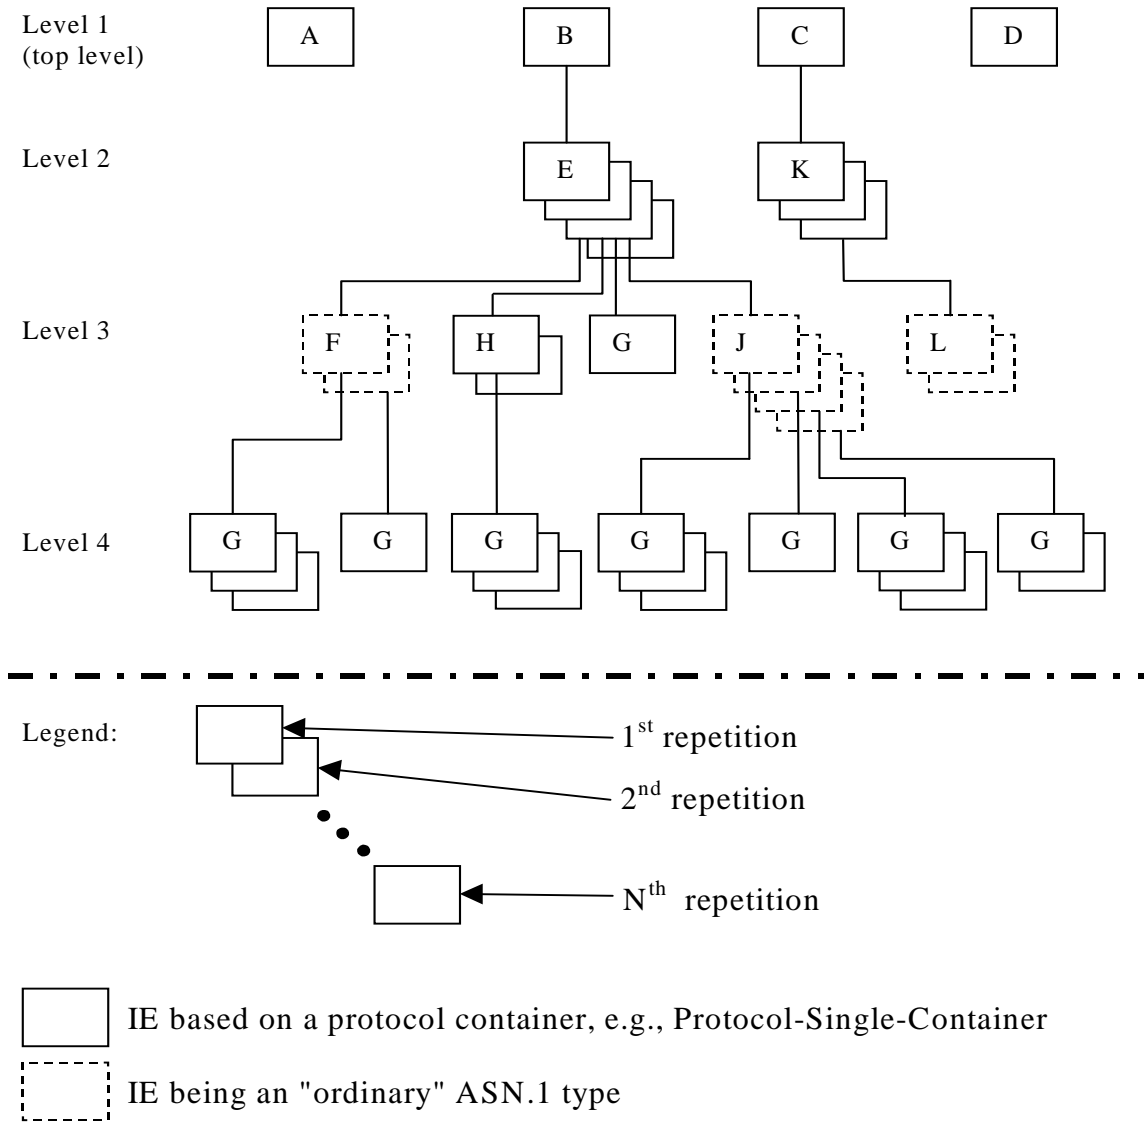 Level 1
(top level)
A B C D
Level 2
E K
Level 3
F H G J L
Level 4
G G G G G G G
Legend:
1st repetition
2nd repetition
Nth repetition
IE based on a protocol container, e.g., Protocol-Single-Container
IE being an "ordinary" ASN.1 type